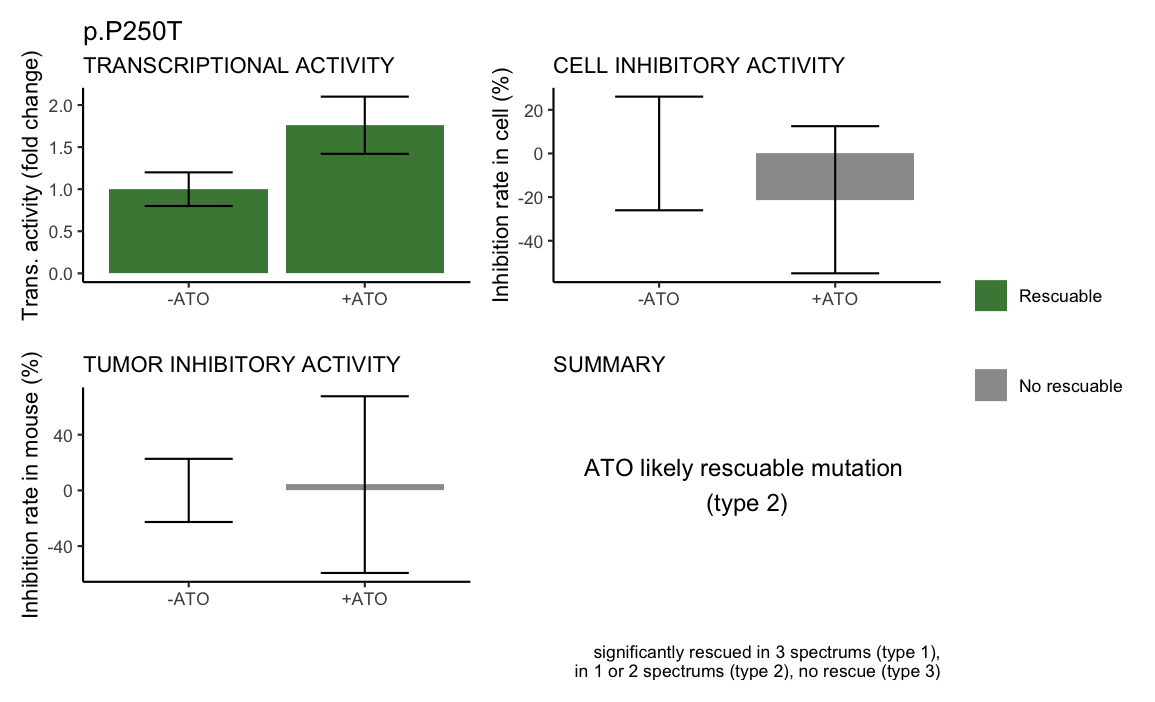 p.P250T
TRANSCRIPTIONAL ACTIVITY
Trans. activity (fold change)
2.0
1.5
1.0
0.5
0.0
-ATO
+ATO
CELL INHIBITORY ACTIVITY
Inhibition rate in cell (%)
20
0
-20
-40
-ATO
+ATO
Rescuable
No rescuable
TUMOR INHIBITORY ACTIVITY
Inhibition rate in mouse (%)
40
0
-40
-ATO
+ATO
SUMMARY
ATO likely rescuable mutation
(type 2)
significantly rescued in 3 spectrums (type 1),
in 1 or 2 spectrums (type 2), no rescue (type 3)